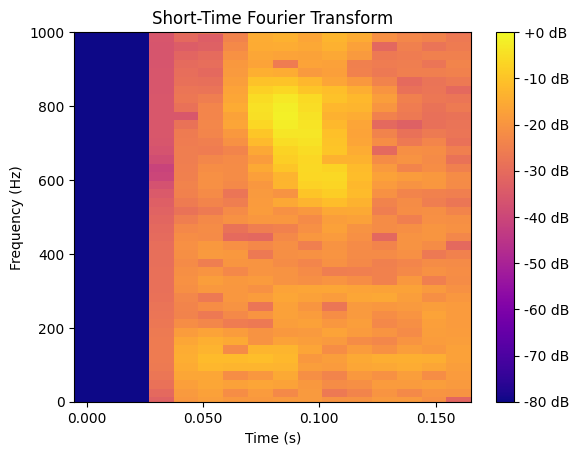 Short-Time Fourier Transform
Frequency (Hz)
1000
800
600
400
200
0
0.000
0.050
0.100
0.150
Time (s)
+0 dB
-10 dB
-20 dB
-30 dB
-40 dB
-50 dB
-60 dB
-70 dB
-80 dB